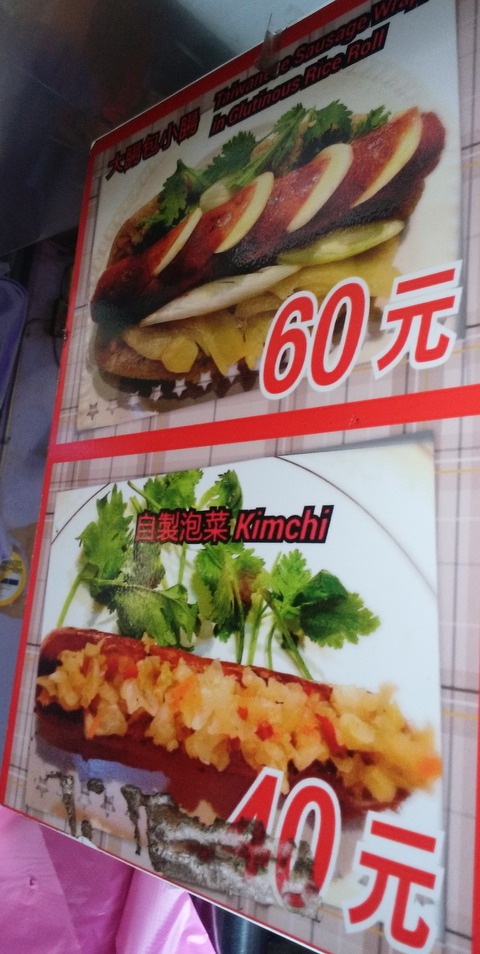 大腸包小腸
Taiwanese Sausage Wrap
In Glutinous Rice Roll
60元
自製泡菜 Kimchi
40元